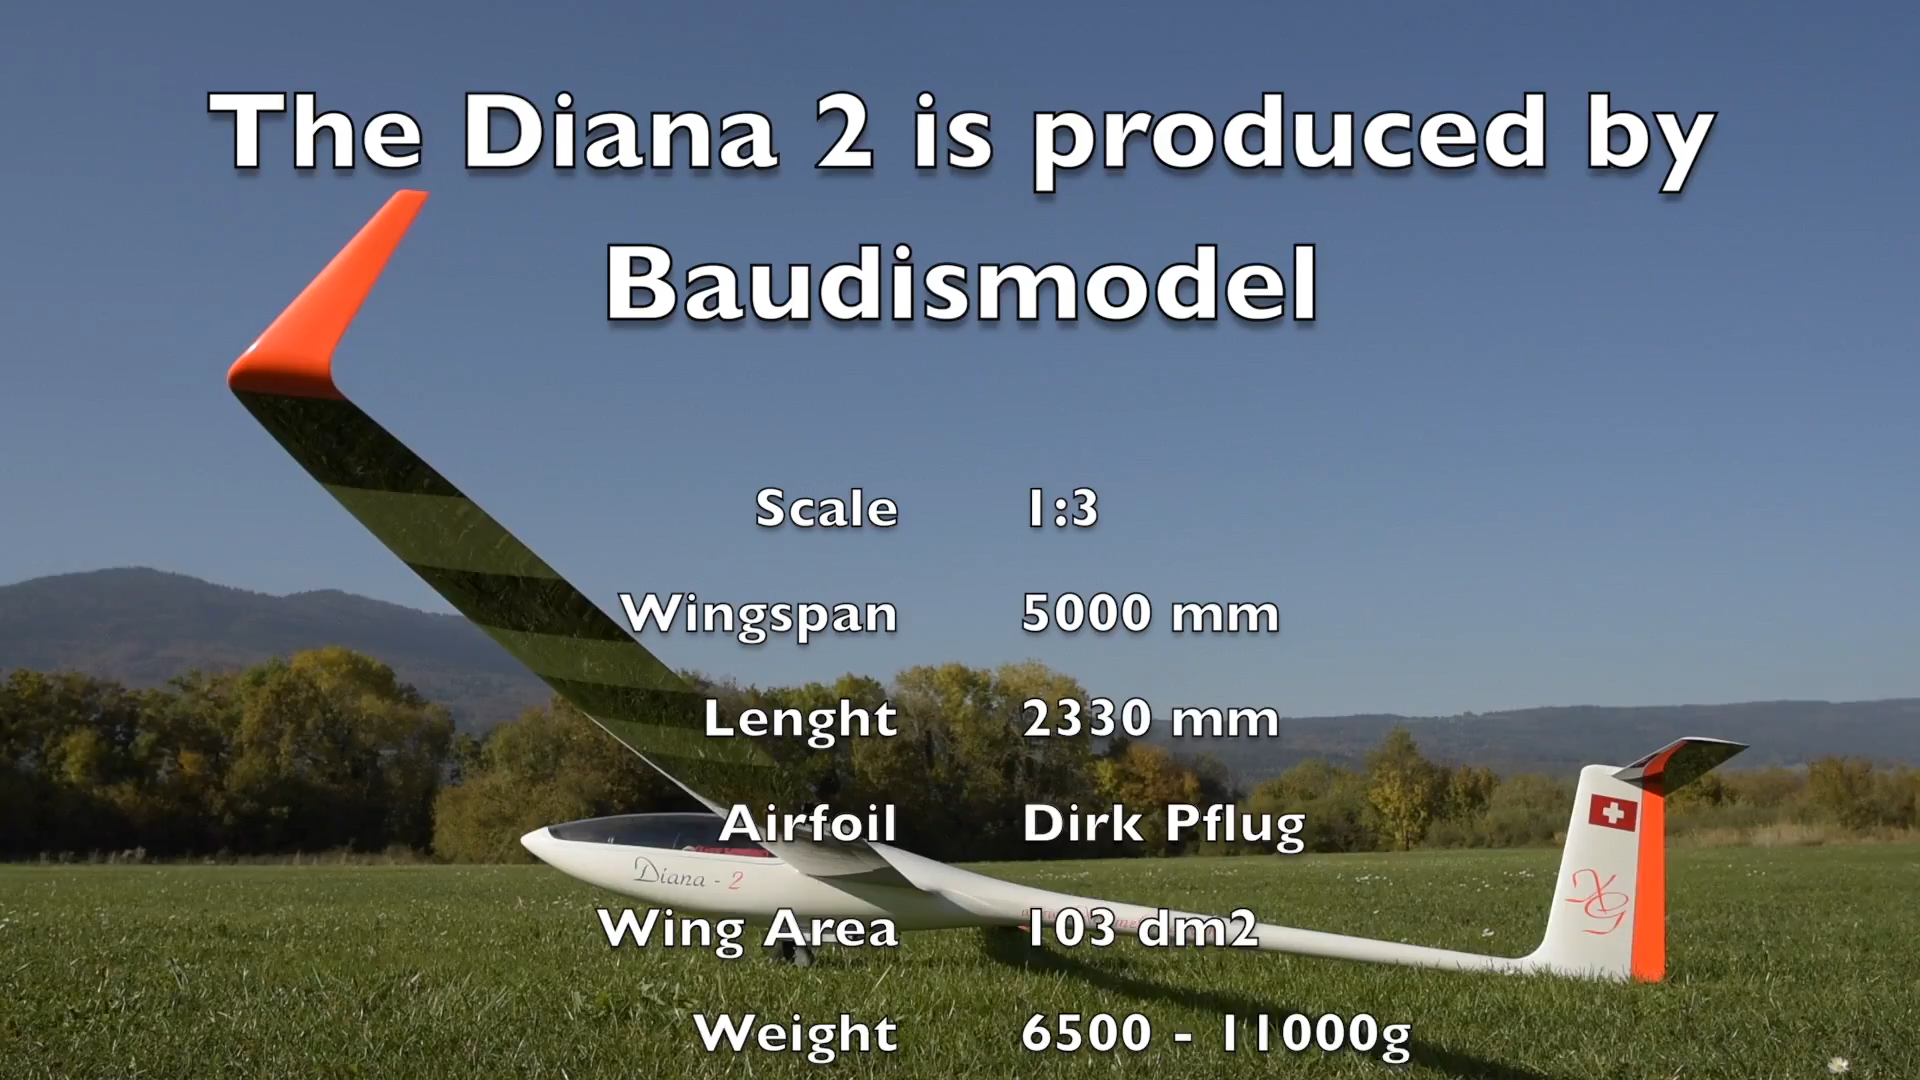 The Diana 2 is produced by
Baudismodel
Scale 1:3
Wingspan 5000 mm
Lenght 2330 mm
Airfoil Dirk Pflug
Diana - 2
XG
Wing Area 103 dm2
Weight 6500 - 11000g